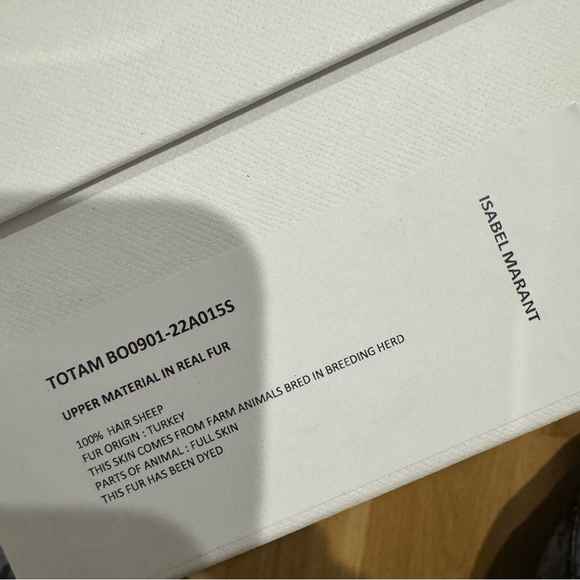 ISABEL MARANT
TOTAM BO0901-22A015S
UPPER MATERIAL IN REAL FUR
100% HAIR SHEEP
FUR ORIGIN : TURKEY
THIS SKIN COMES FROM FARM ANIMALS BRED IN BREEDING HERD
PARTS OF ANIMAL : FULL SKIN
THIS FUR HAS BEEN DYED